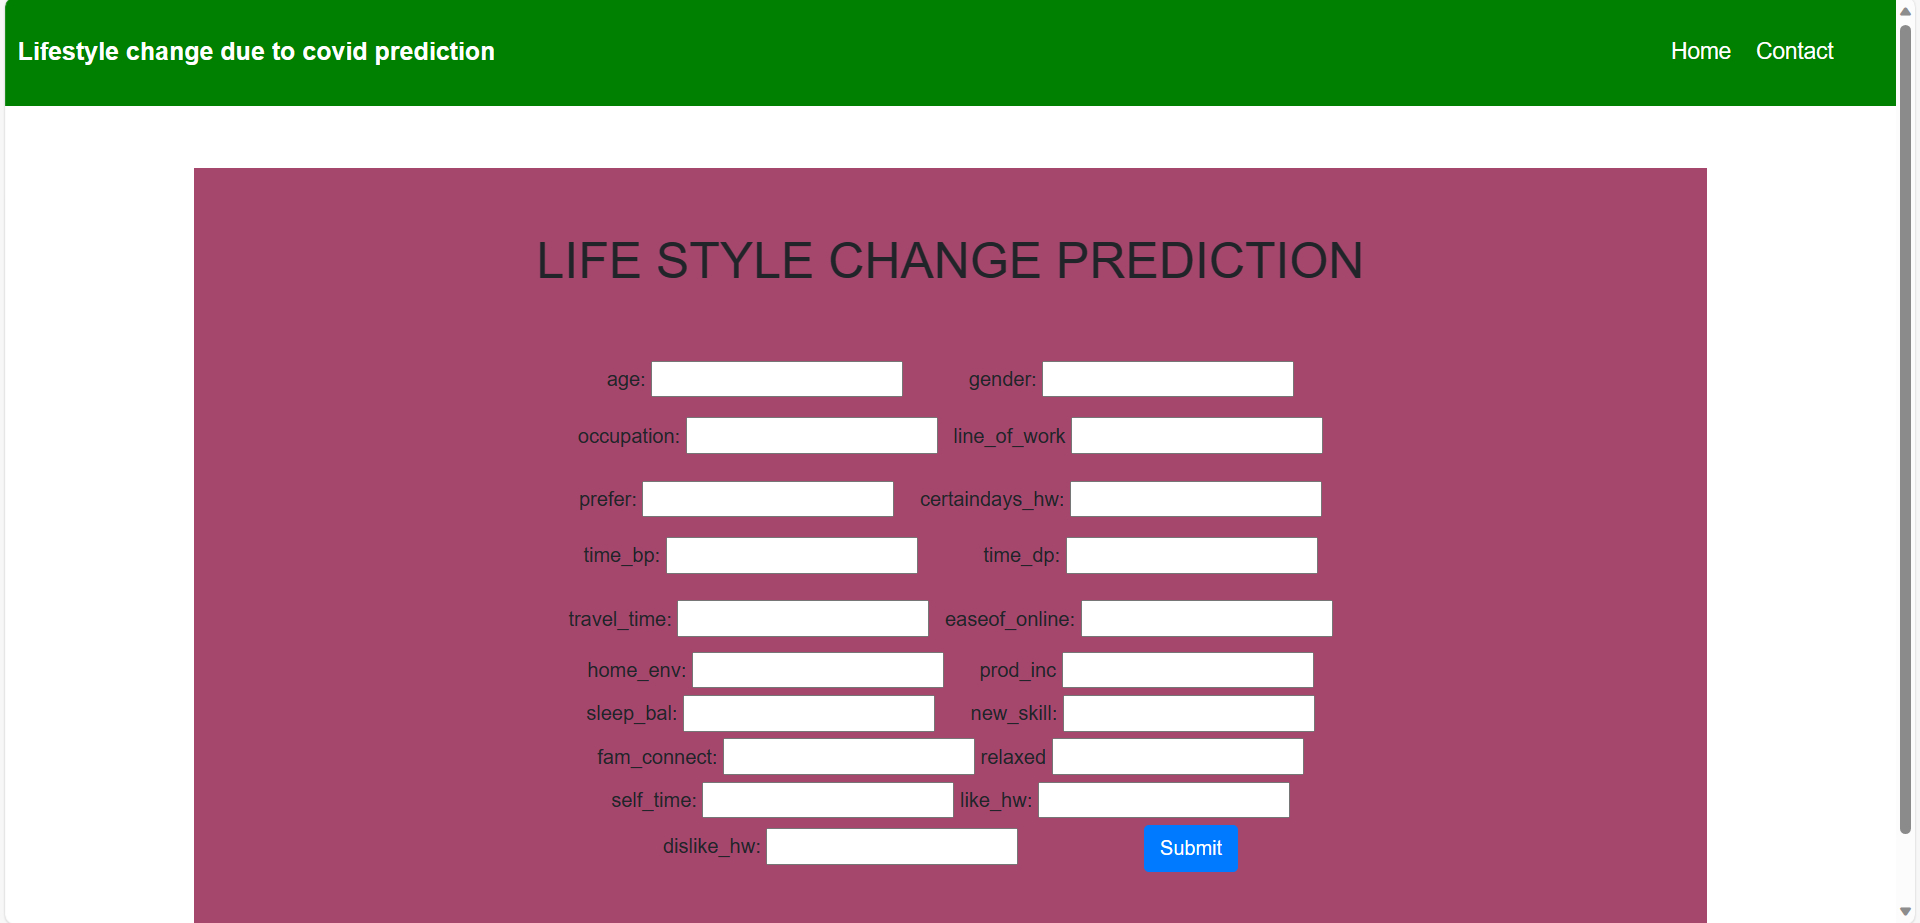 Lifestyle change due to covid prediction Home Contact
LIFE STYLE CHANGE PREDICTION
age: gender:
occupation: line_of_work
prefer: certaindays_hw:
time_bp: time_dp:
travel_time: easeof_online:
home_env: prod_inc
sleep_bal: new_skill:
fam_connect: relaxed
self_time: like_hw:
dislike_hw: Submit